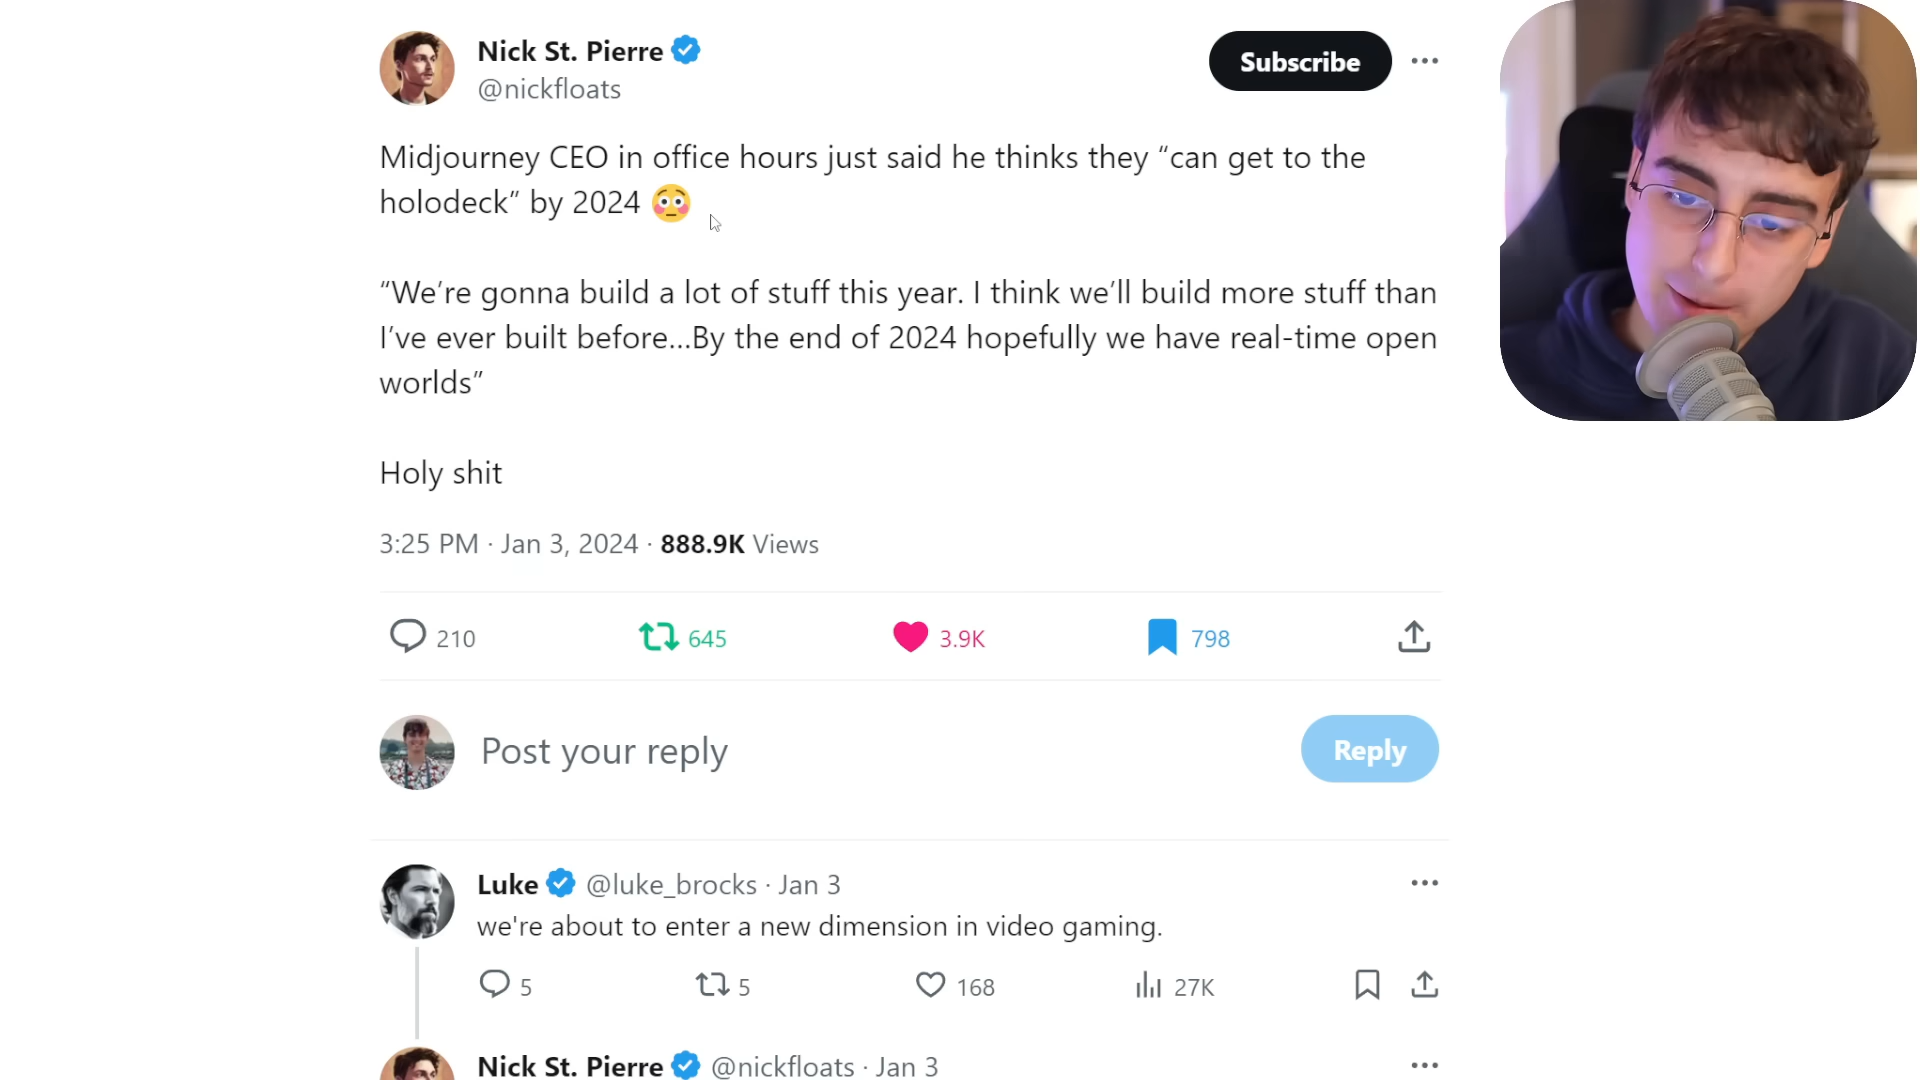 Nick St. Pierre
@nickfloats
Subscribe
Midjourney CEO in office hours just said he thinks they “can get to the
holodeck” by 2024 😳
“We’re gonna build a lot of stuff this year. I think we’ll build more stuff than
I’ve ever built before...By the end of 2024 hopefully we have real-time open
worlds”
Holy shit
3:25 PM · Jan 3, 2024 · 888.9K Views
210 645 3.9K 798
Post your reply
Reply
Luke @luke_brocks · Jan 3
we're about to enter a new dimension in video gaming.
5 5 168 27K
Nick St. Pierre @nickfloats · Jan 3